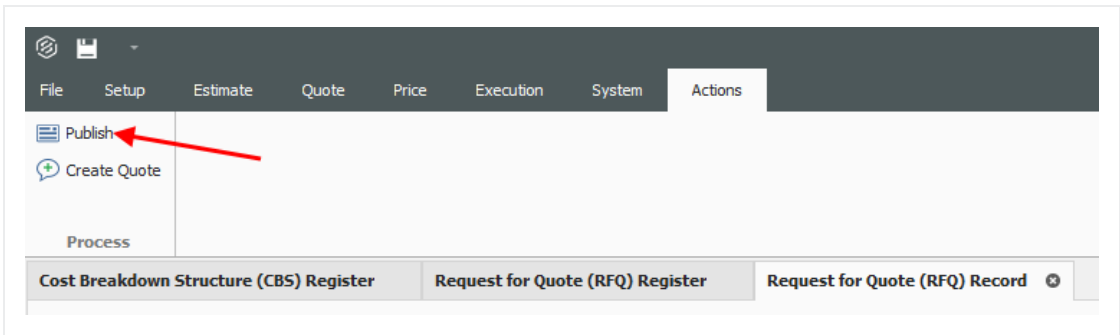 File Setup Estimate Quote Price Execution System Actions
Publish
Create Quote
Process
Cost Breakdown Structure (CBS) Register Request for Quote (RFQ) Register Request for Quote (RFQ) Record